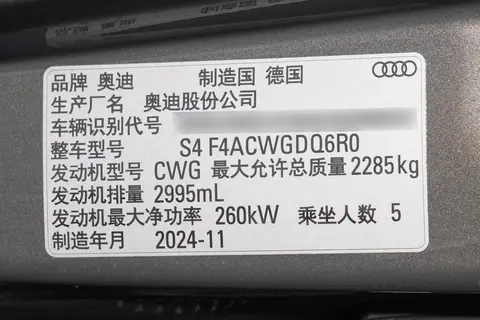 品牌 奥迪 制造国 德国
生产厂名 奥迪股份公司
车辆识别代号
整车型号 S4 F4ACWGDQ6R0
发动机型号 CWG 最大允许总质量 2285kg
发动机排量 2995mL
发动机最大净功率 260kW 乘坐人数 5
制造年月 2024-11